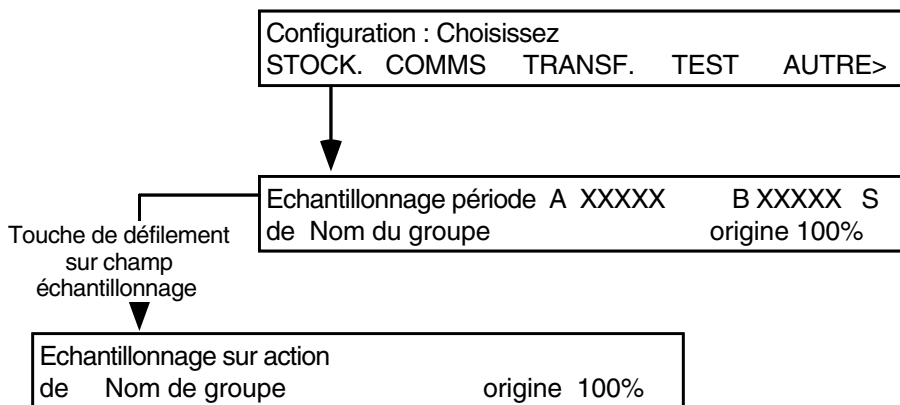 Configuration : Choisissez
STOCK. COMMS TRANSF. TEST AUTRE>
Echantillonnage période A XXXXX B XXXXX S
de Nom du groupe origine 100%
Touche de défilement
sur champ
échantillonnage
Echantillonnage sur action
de Nom de groupe origine 100%